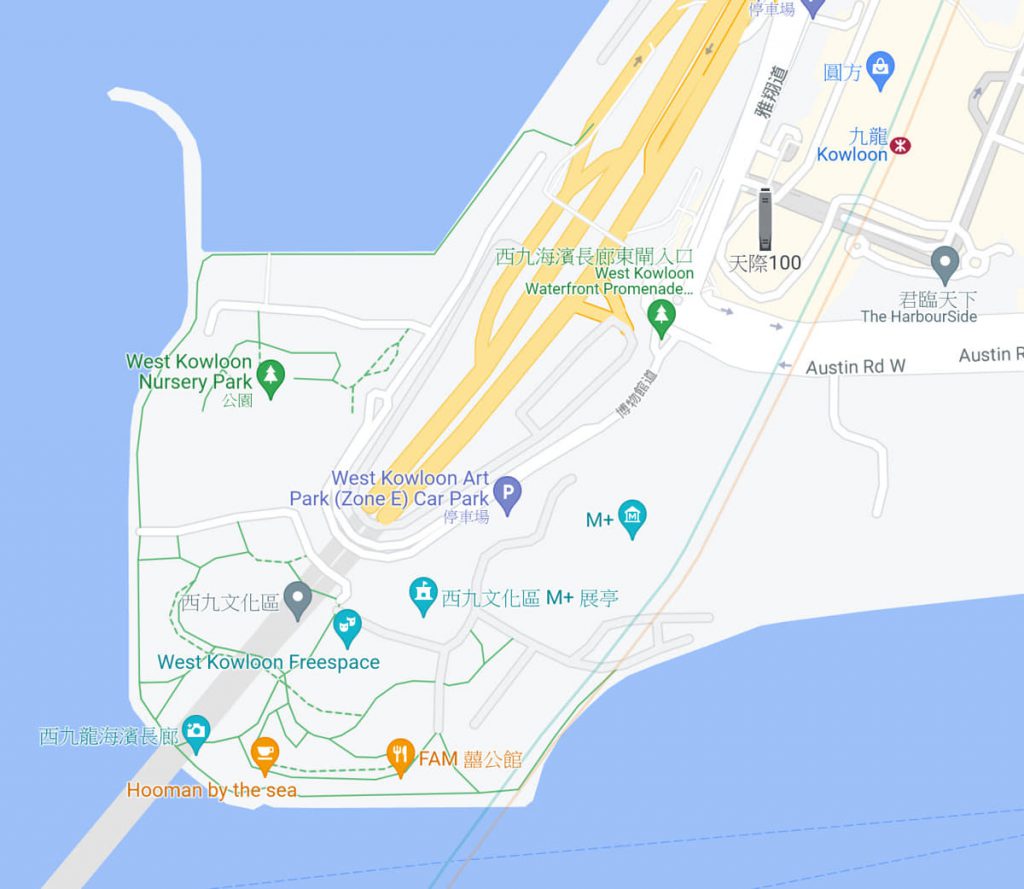 停車場
雅翔道
圓方
九龍
Kowloon
西九海濱長廊東閘入口
West Kowloon
Waterfront Promenade...
天際100
君臨天下
The HarbourSide
Austin Rd W
Austin R
West Kowloon
Nursery Park
公園
博物館道
West Kowloon Art
Park (Zone E) Car Park
停車場
P
M+
西九文化區 M+ 展亭
西九文化區
West Kowloon Freespace
西九龍海濱長廊
FAM 囍公館
Hooman by the sea